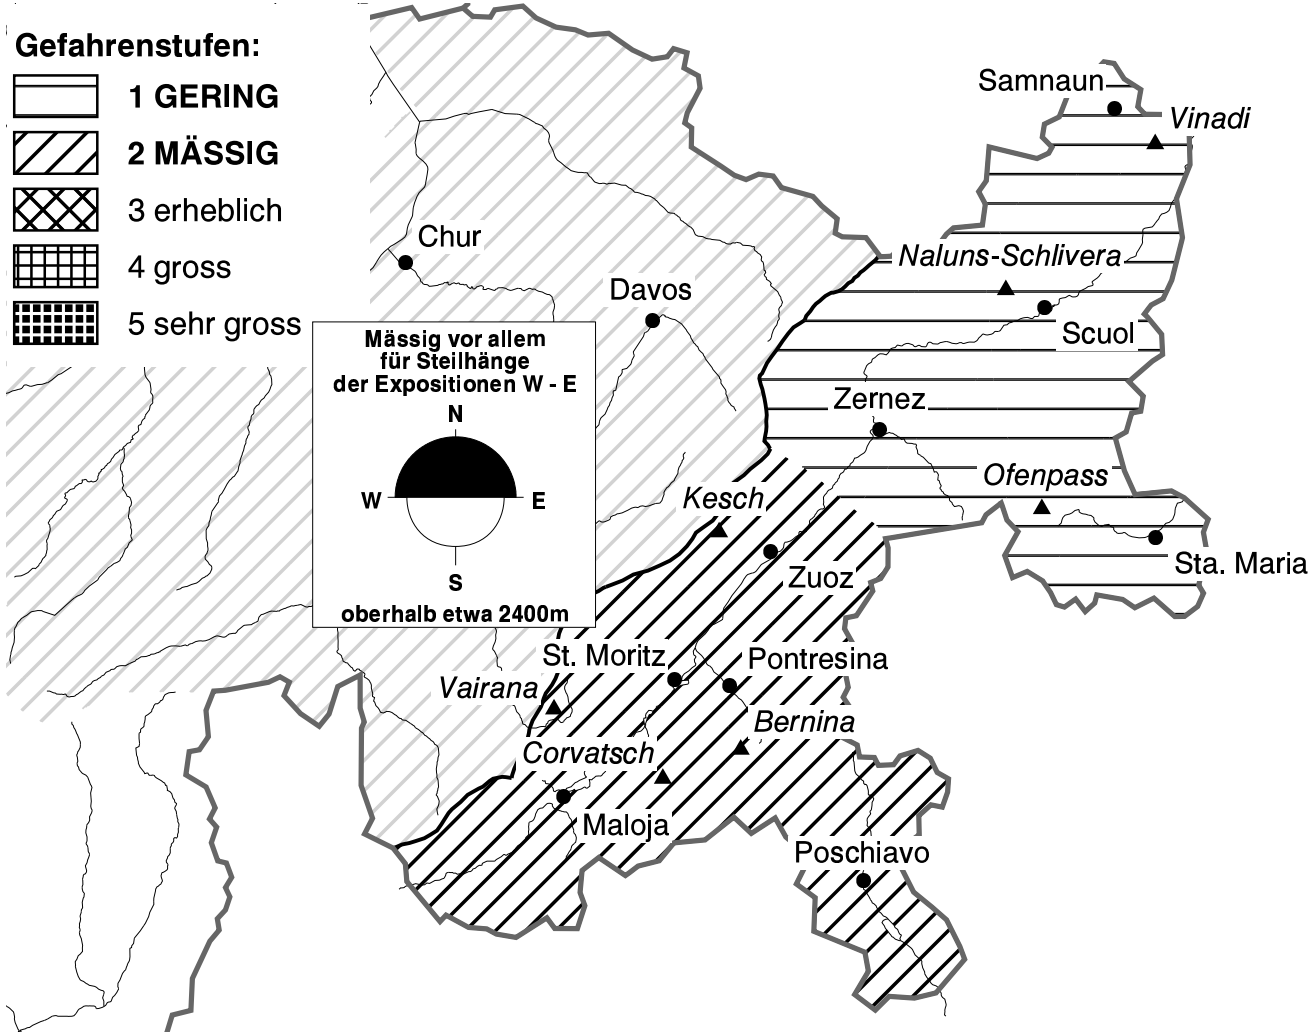 Gefahrenstufen:
1 GERING
2 MÄSSIG
3 erheblich
4 gross
5 sehr gross
Samnaun
Vinadi
Chur
Naluns-Schlivera
Davos
Scuol
Mässig vor allem
für Steilhänge
der Expositionen W - E
N
W
E
S
oberhalb etwa 2400m
Zernez
Ofenpass
Kesch
Sta. Maria
Zuoz
St. Moritz
Pontresina
Vairana
Bernina
Corvatsch
Maloja
Poschiavo